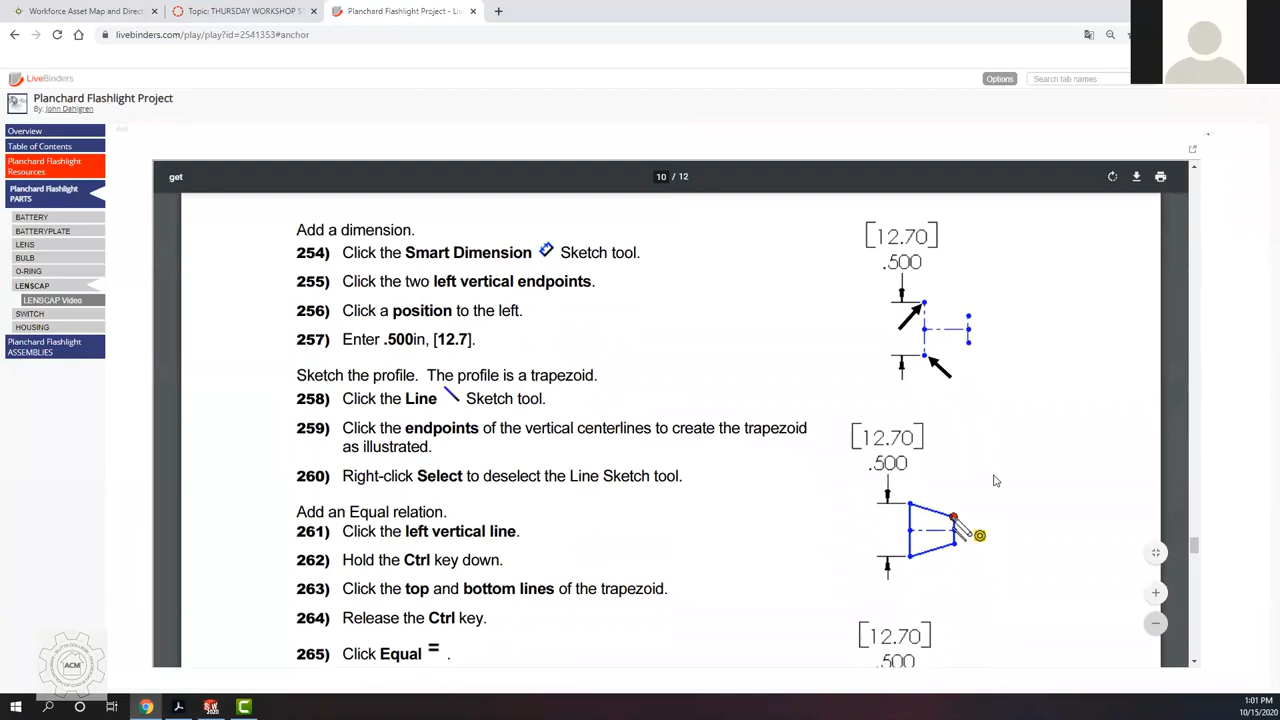 Workforce Asset Map and Direct
Topic: THURSDAY WORKSHOP S
Planchard Flashlight Project - Liv
livebinders.com/play/play?id=2541353#anchor
LiveBinders
Options
Search tab names
Planchard Flashlight Project
By: John Dahlgren
Overview
Table of Contents
Planchard Flashlight
Resources
Planchard Flashlight
PARTS
BATTERY
BATTERYPLATE
LENS
BULB
O-RING
LENSCAP
LENSCAP Video
SWITCH
HOUSING
Planchard Flashlight
ASSEMBLIES
get
10 / 12
Add a dimension.
254) Click the Smart Dimension Sketch tool.
255) Click the two left vertical endpoints.
256) Click a position to the left.
257) Enter .500in, [12.7].
Sketch the profile. The profile is a trapezoid.
258) Click the Line Sketch tool.
259) Click the endpoints of the vertical centerlines to create the trapezoid
as illustrated.
260) Right-click Select to deselect the Line Sketch tool.
Add an Equal relation.
261) Click the left vertical line.
262) Hold the Ctrl key down.
263) Click the top and bottom lines of the trapezoid.
264) Release the Ctrl key.
265) Click Equal = .
[12.70]
.500
[12.70]
.500
[12.70]
.500
ACM
1:01 PM
10/15/2020